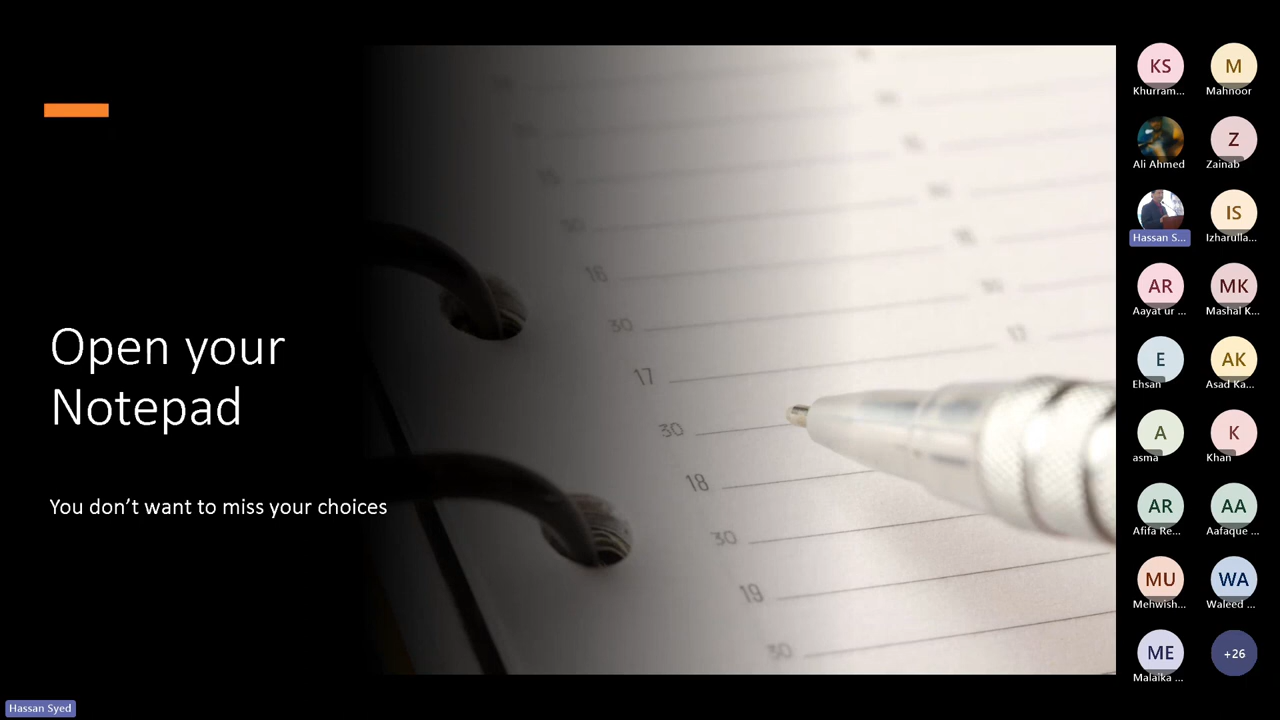 Open your
Notepad
You don't want to miss your choices
16
30
17
30
18
30
19
30
17
KS
Khurram...
M
Mahnoor
Ali Ahmed
Z
Zainab
Hassan S...
IS
Izharulla...
AR
Aayat ur ...
MK
Mashal K...
E
Ehsan
AK
Asad Ka...
A
asma
K
Khan
AR
Afifa Re...
AA
Aafaque ...
MU
Mehwish...
WA
Waleed ...
ME
Malaika ...
+26
Hassan Syed